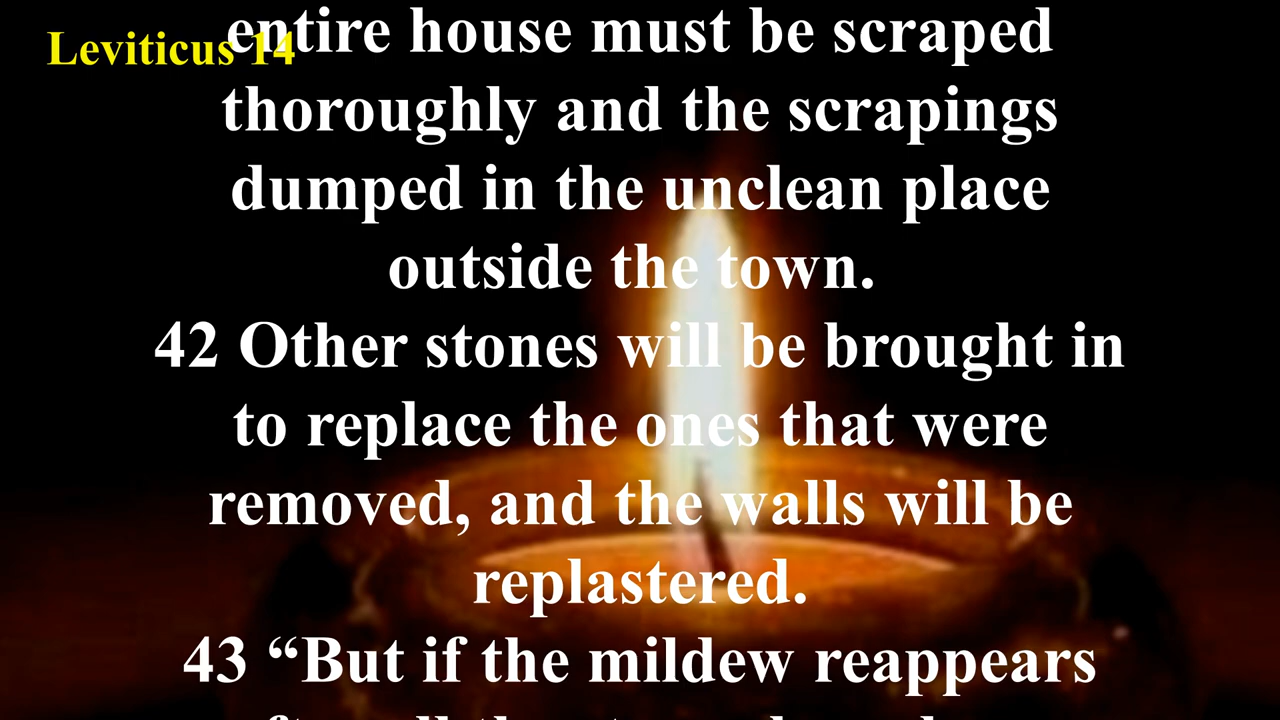 Leviticus 14
entire house must be scraped
thoroughly and the scrapings
dumped in the unclean place
outside the town.
42 Other stones will be brought in
to replace the ones that were
removed, and the walls will be
replastered.
43 “But if the mildew reappears